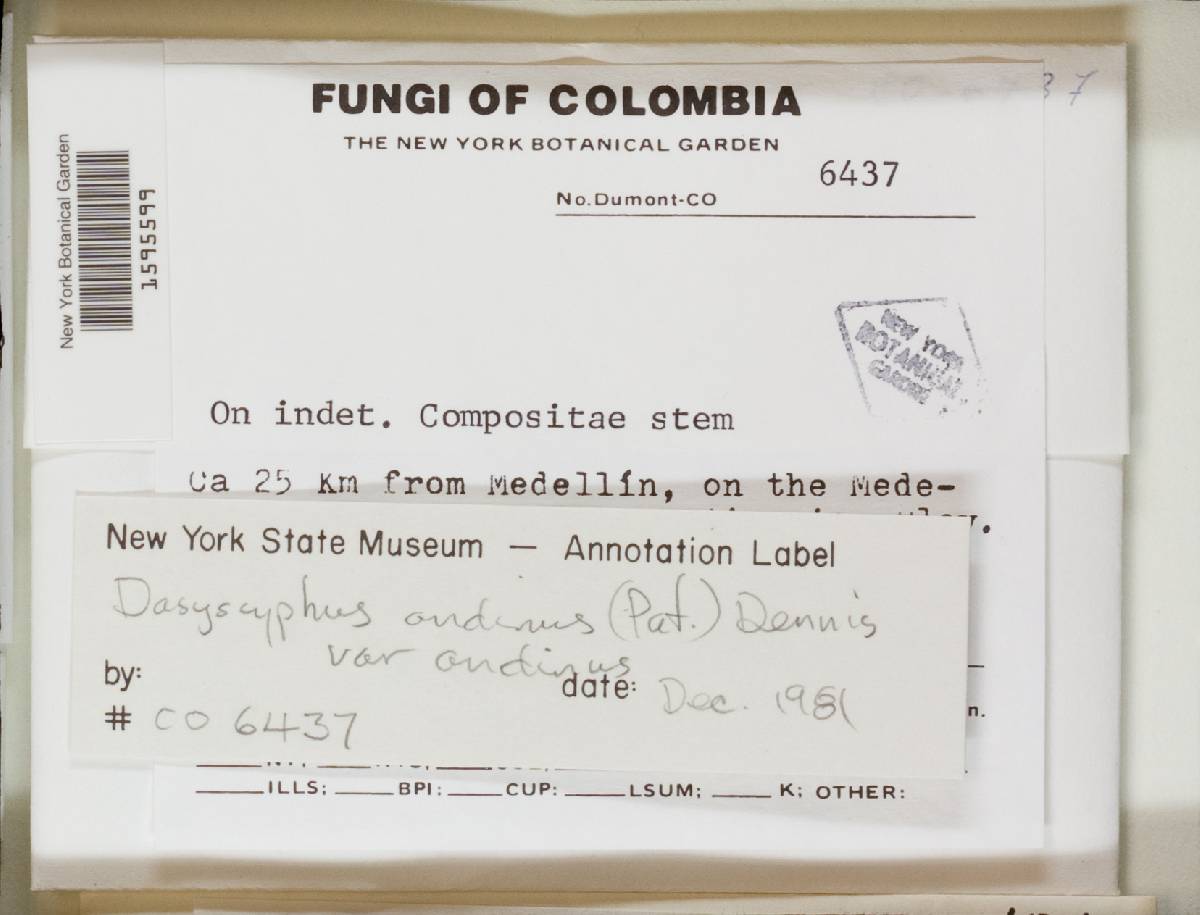 FUNGI OF COLOMBIA
THE NEW YORK BOTANICAL GARDEN
6437
No. Dumont-CO
37
New York Botanical Garden
1595599
NEW YORK
BOTANICAL
GARDEN
On indet. Compositae stem
Ca 25 Km from Medellín, on the Mede-
New York State Museum — Annotation Label
Dasyscyphus andinus (Pat.) Dennis
var andinus
by:
date: Dec. 1981
# CO 6437
n.
ILLS; BPI: CUP: LSUM; K; OTHER: